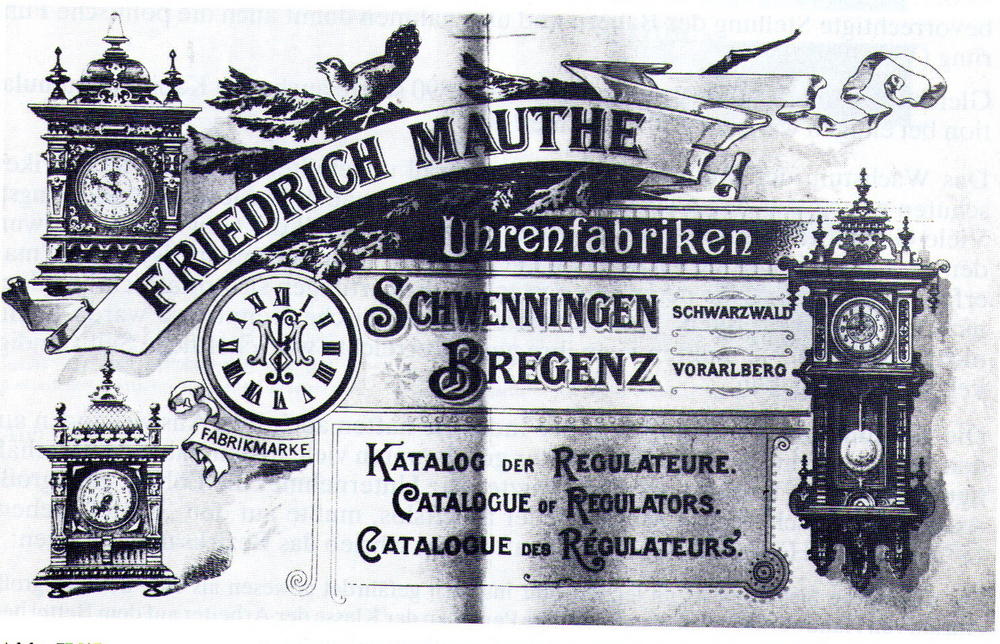 FRIEDRICH MAUTHE
Uhrenfabriken
SCHWENNINGEN SCHWARZWALD
BREGENZ VORARLBERG
FABRIKMARKE
KATALOG DER REGULATEURE.
CATALOGUE OF REGULATORS.
CATALOGUE DES RÉGULATEURS.